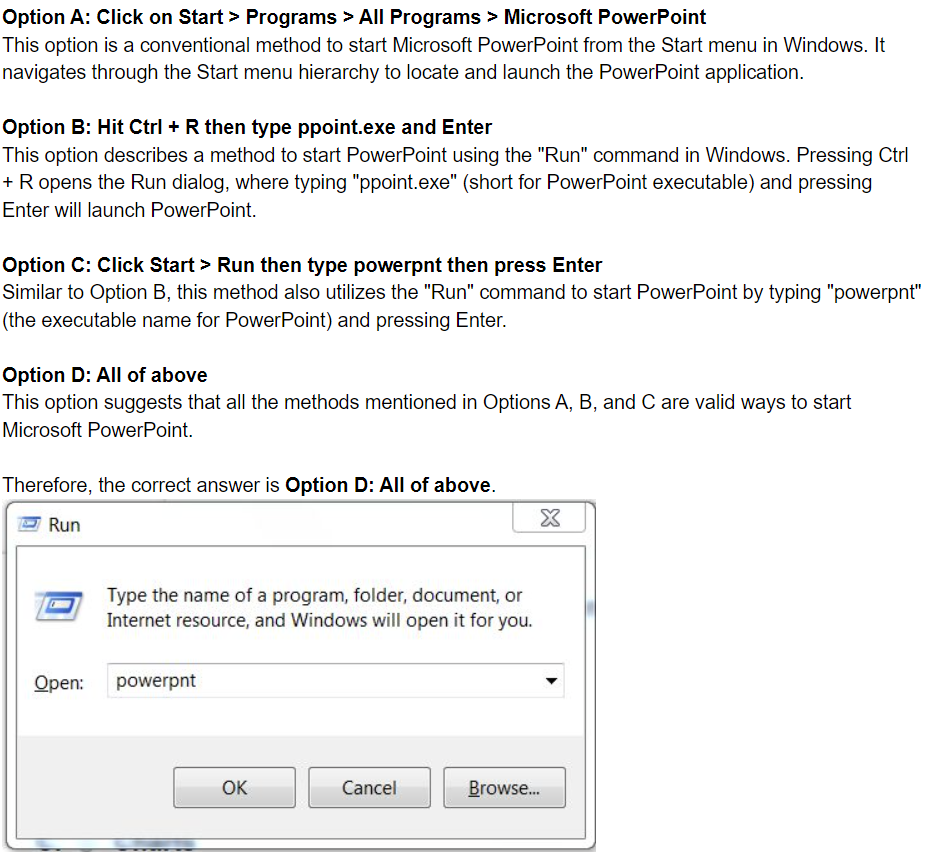 Option A: Click on Start > Programs > All Programs > Microsoft PowerPoint
This option is a conventional method to start Microsoft PowerPoint from the Start menu in Windows. It
navigates through the Start menu hierarchy to locate and launch the PowerPoint application.
Option B: Hit Ctrl + R then type ppoint.exe and Enter
This option describes a method to start PowerPoint using the "Run" command in Windows. Pressing Ctrl
+ R opens the Run dialog, where typing "ppoint.exe" (short for PowerPoint executable) and pressing
Enter will launch PowerPoint.
Option C: Click Start > Run then type powerpnt then press Enter
Similar to Option B, this method also utilizes the "Run" command to start PowerPoint by typing "powerpnt"
(the executable name for PowerPoint) and pressing Enter.
Option D: All of above
This option suggests that all the methods mentioned in Options A, B, and C are valid ways to start
Microsoft PowerPoint.
Therefore, the correct answer is Option D: All of above.
Run
Type the name of a program, folder, document, or
Internet resource, and Windows will open it for you.
Open: powerpnt
OK Cancel Browse...